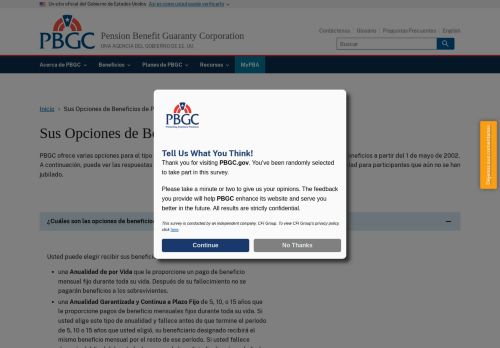 Un sitio oficial del Gobierno de Estados Unidos Así es como usted puede verificarlo
PBGC
Pension Benefit Guaranty Corporation
UNA AGENCIA DEL GOBIERNO DE EE. UU.
Contáctenos Glosario Preguntas Frecuentes English
Buscar
Acerca de PBGC Beneficios Planes de PBGC Recursos MyPBA
Inicio Sus Opciones de Beneficios de P
Sus Opciones de Be
PBGC ofrece varias opciones para el tipo
neficios a partir del 1 de mayo de 2002.
A continuación, puede ver las respuestas
dad para participantes que aún no se han
jubilado.
¿Cuáles son las opciones de beneficio
Usted puede elegir recibir sus benefici
una Anualidad de por Vida que le proporcione un pago de beneficio
mensual fijo durante toda su vida. Después de su fallecimiento no se
pagarán beneficios a los sobrevivientes.
una Anualidad Garantizada y Continua a Plazo Fijo de 5, 10, o 15 años que
le proporcione pagos de beneficio mensuales fijos durante toda su vida. Si
usted elige este tipo de anualidad y fallece antes de que termine el período
de 5, 10 o 15 años que usted eligió, su beneficiario designado recibirá el
mismo beneficio mensual por el resto de ese período. Si usted fallece
PBGC
Protecting America's Pensions
Tell Us What You Think!
Thank you for visiting PBGC.gov. You've been randomly selected
to take part in this survey.
Please take a minute or two to give us your opinions. The feedback
you provide will help PBGC enhance its website and serve you
better in the future. All results are strictly confidential.
This survey is conducted by an independent company, CFI Group. To view CFI Group's privacy policy
click here.
Continue
No Thanks
Déjenos sus comentarios